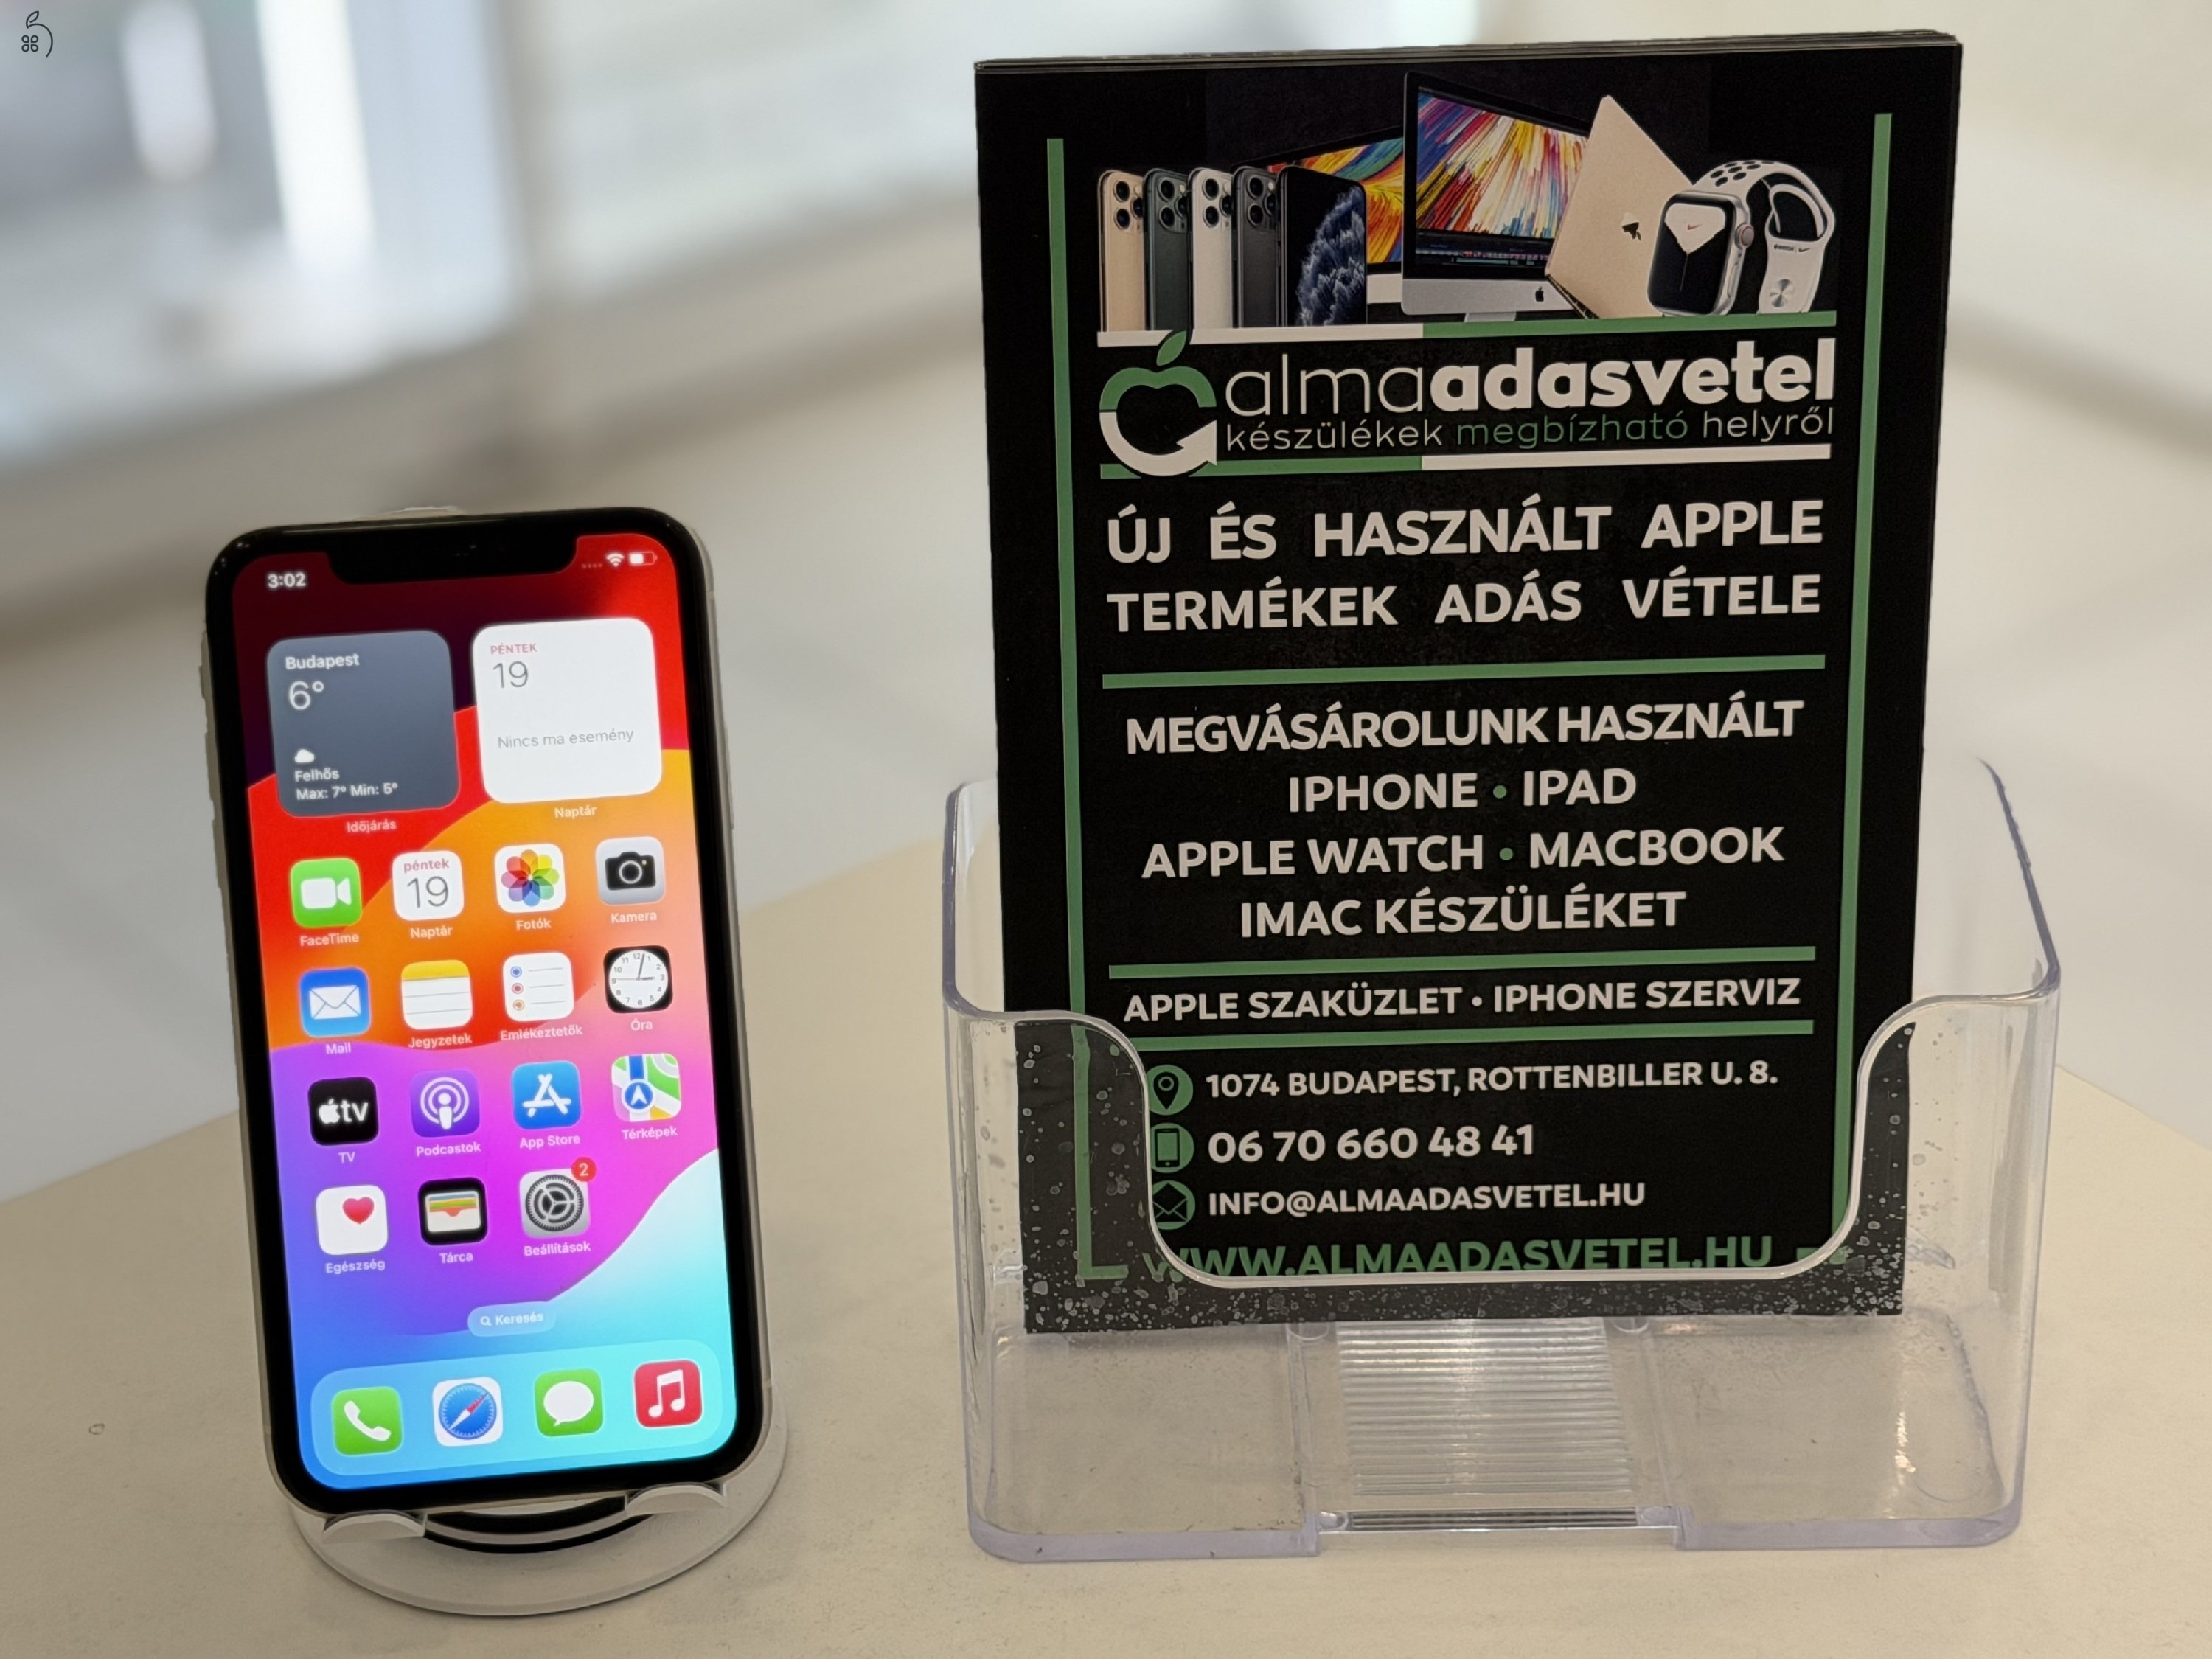 3:02
Budapest
6°
Felhős
Max: 7° Min: 5°
Időjárás
PÉNTEK
19
Nincs ma esemény
Naptár
FaceTime
péntek
19
Naptár
Fotók
Kamera
Mail
Jegyzetek
Emlékeztetők
Óra
tv
TV
Podcastok
App Store
Térképek
Egészség
Tárca
2
Beállítások
Keresés
almaadasvetel
készülékek megbízható helyről
ÚJ ÉS HASZNÁLT APPLE
TERMÉKEK ADÁS VÉTELE
MEGVÁSÁROLUNK HASZNÁLT
IPHONE • IPAD
APPLE WATCH • MACBOOK
IMAC KÉSZÜLÉKET
APPLE SZAKÜZLET • IPHONE SZERVIZ
1074 BUDAPEST, ROTTENBILLER U. 8.
06 70 660 48 41
INFO@ALMAADASVETEL.HU
WWW.ALMAADASVETEL.HU